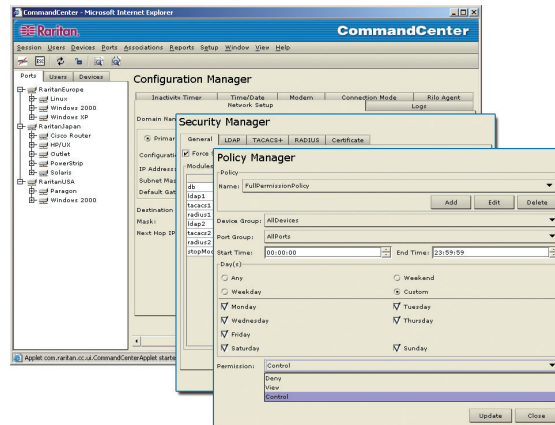 CommandCenter - Microsoft Internet Explorer
Raritan.
CommandCenter
Session Users Devices Ports Associations Reports Setup Window View Help
Ports Users Devices
RaritanEurope
Linux
Windows 2000
Windows XP
RaritanJapan
Cisco Router
HP/UX
Outlet
PowerStrip
Solaris
RaritanUSA
Paragon
Windows 2000
Configuration Manager
Inactivity Timer Time/Date Modem Connection Mode Rilo Agent
Network Setup Logs
Domain Nam
Primar
Configurati
IP Address:
Subnet Mas
Default Gat
Destination
Mask:
Next Hop IP
Security Manager
General LDAP TACACS+ RADIUS Certificate
Force
Modules
db
ldap1
tacacs1
radius1
ldap2
tacacs2
radius2
stopMod
Policy Manager
Policy
Name: FullPermissionPolicy
Add Edit Delete
Device Group: AllDevices
Port Group: AllPorts
Start Time: 00:00:00 End Time: 23:59:59
Day(s)
Any Weekend
Weekday Custom
Monday Tuesday
Wednesday Thursday
Friday
Saturday Sunday
Permission: Control
Deny
View
Control
Update Close
Applet com.raritan.cc.ui.CommandCenterApplet starte